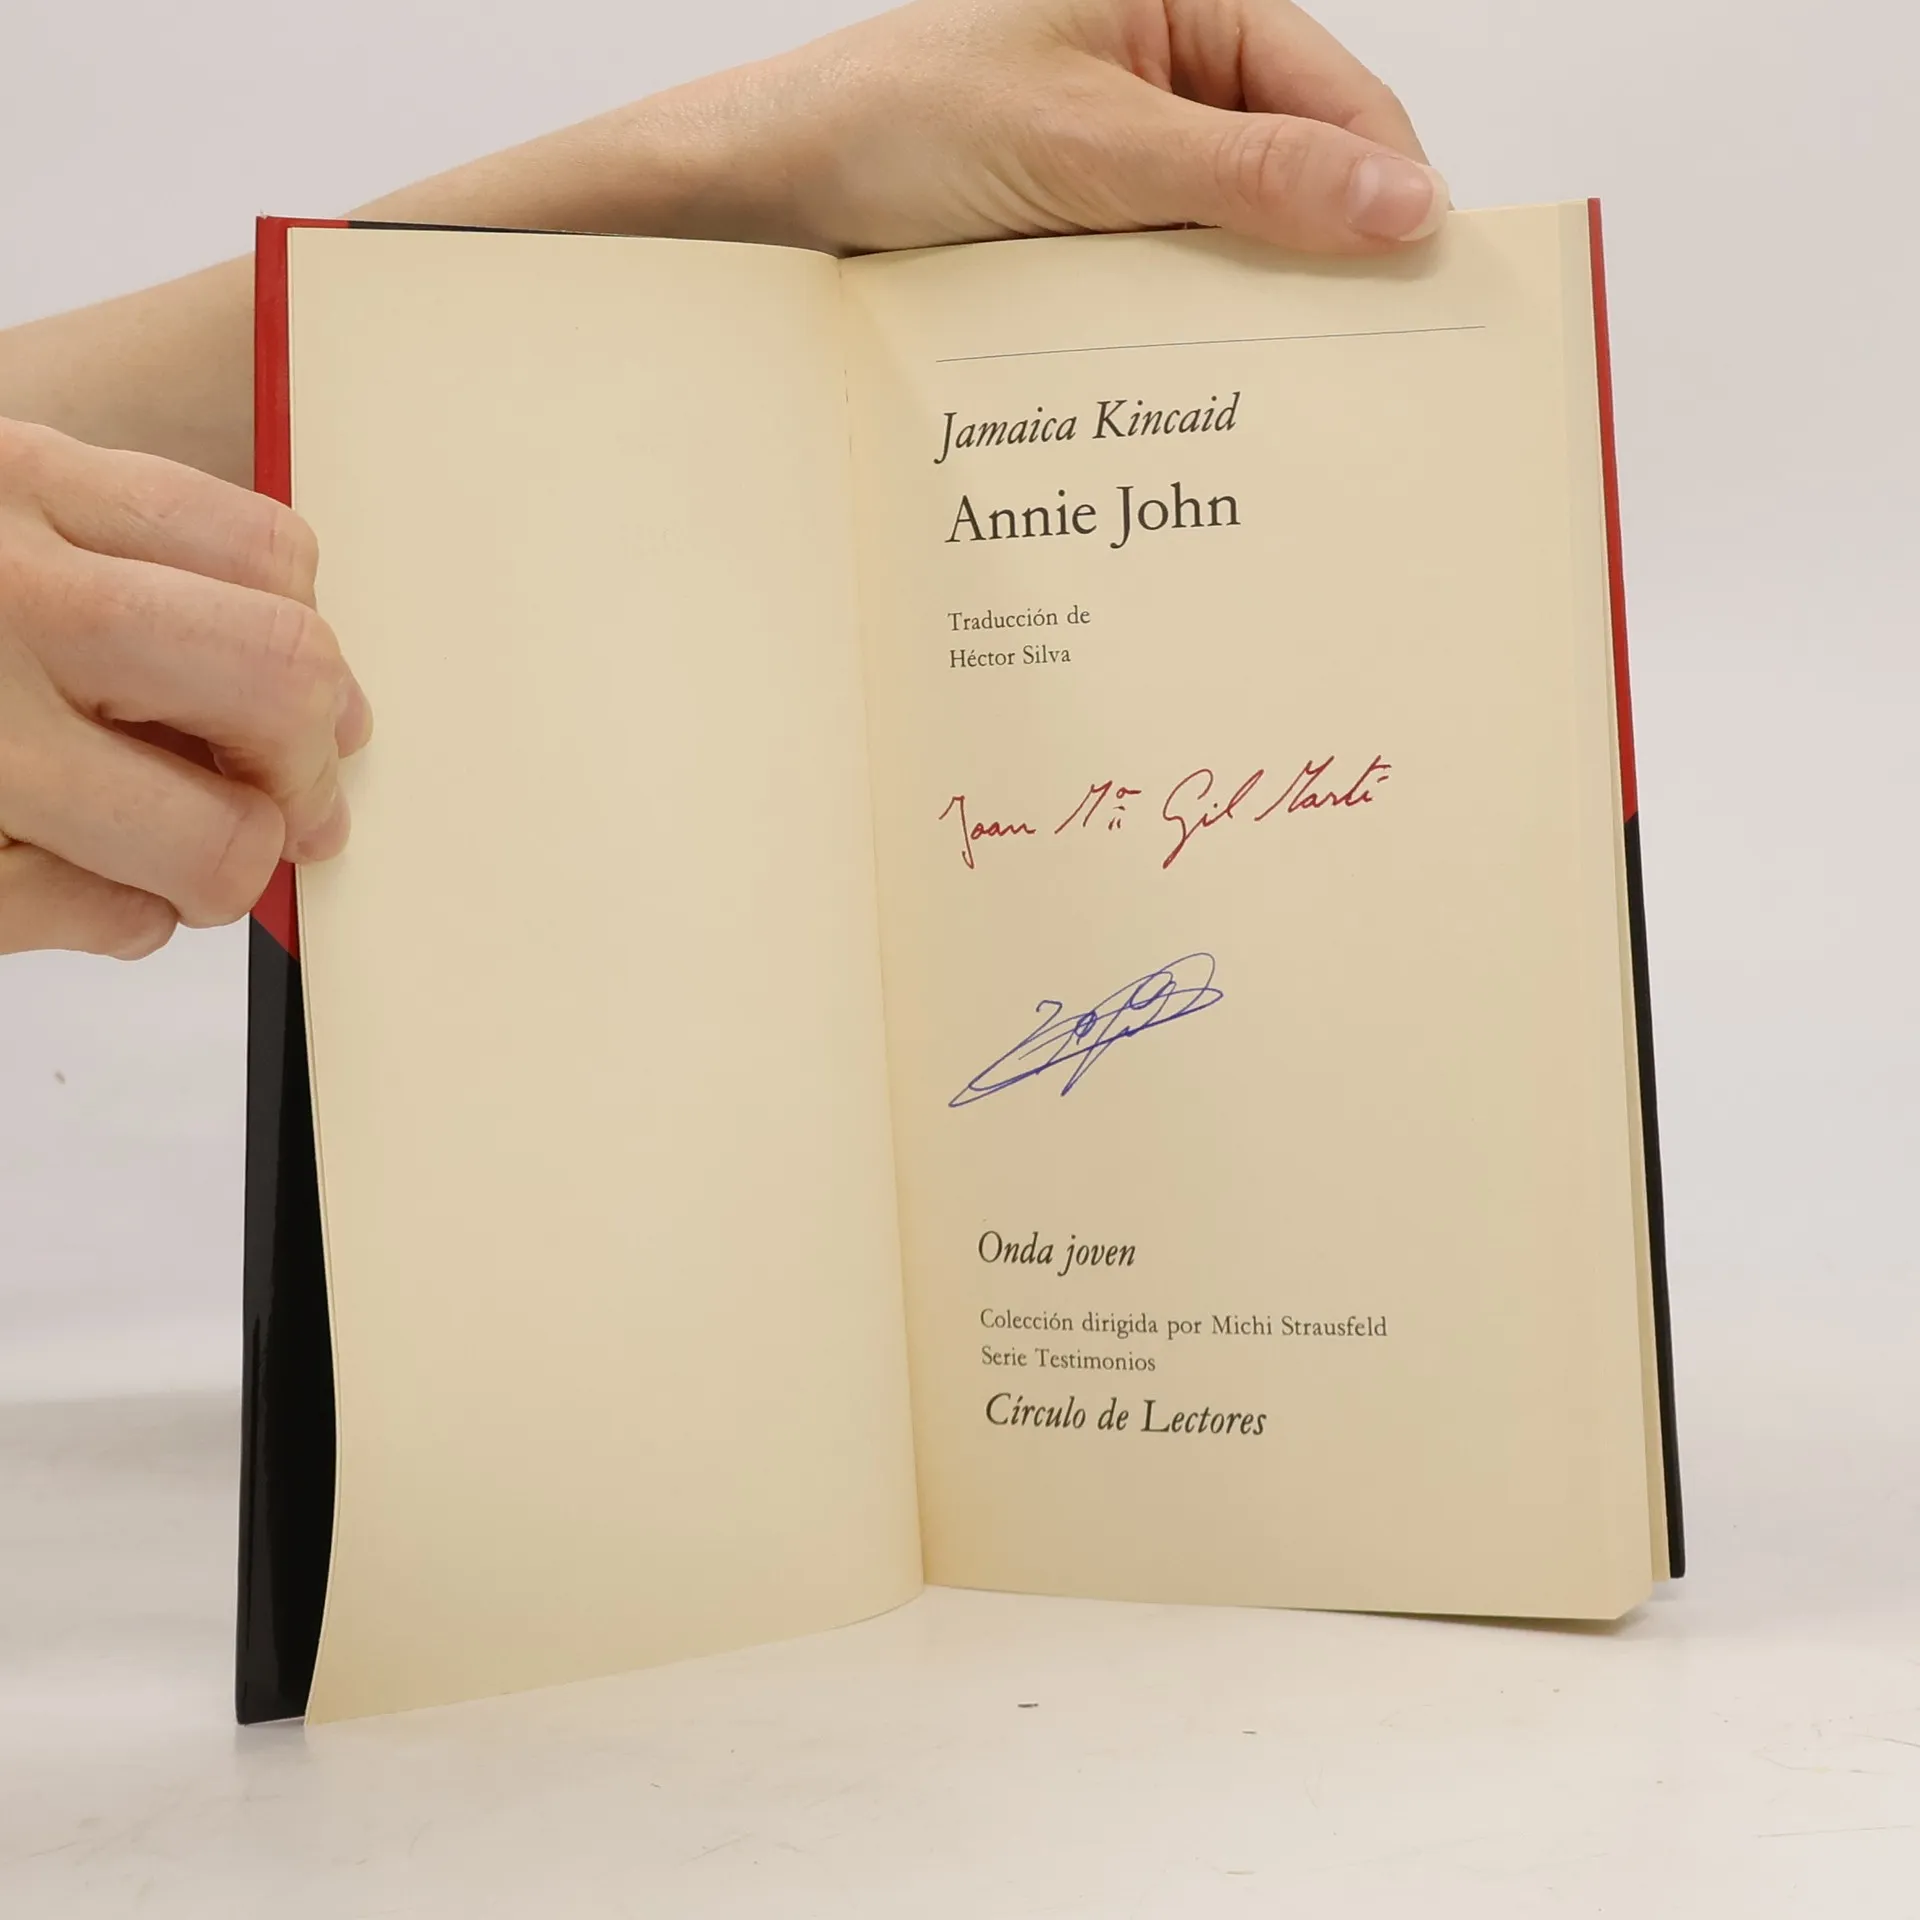 Jamaica Kincaid
Annie John
Traducción de
Héctor Silva
Joan Mª Gil Martí
Onda joven
Colección dirigida por Michi Strausfeld
Serie Testimonios
Círculo de Lectores